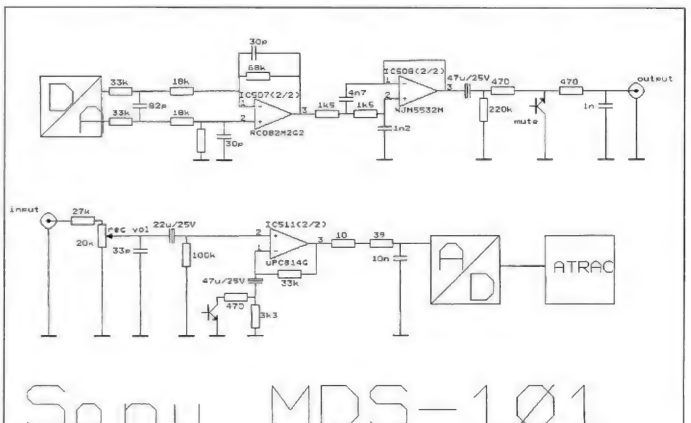 30p
68k
33k
18k
82p
33k
18k
D
A
IC507(2/2)
1
2
3
RC082M2G2
30p
1k5
4n7
1k5
1n2
IC509(2/2)
1
2
3
NJM5532M
47u/25V
470
220k
mute
470
1n
output
input
27k
20k
rec vol
33p
22u/25V
100k
IC511(2/2)
2
1
3
uPC814G
47u/25V
33k
470
3k3
10
39
10n
A
D
ATRAC
Sony MDS-101